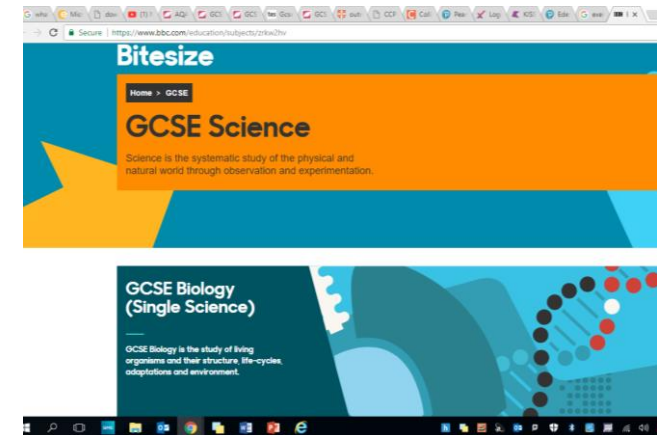 Secure | https://www.bbc.com/education/subjects/zrkw2hv
Bitesize
Home > GCSE
GCSE Science
Science is the systematic study of the physical and
natural world through observation and experimentation.
GCSE Biology
(Single Science)
GCSE Biology is the study of living
organisms and their structure, life-cycles,
adaptations and environment.